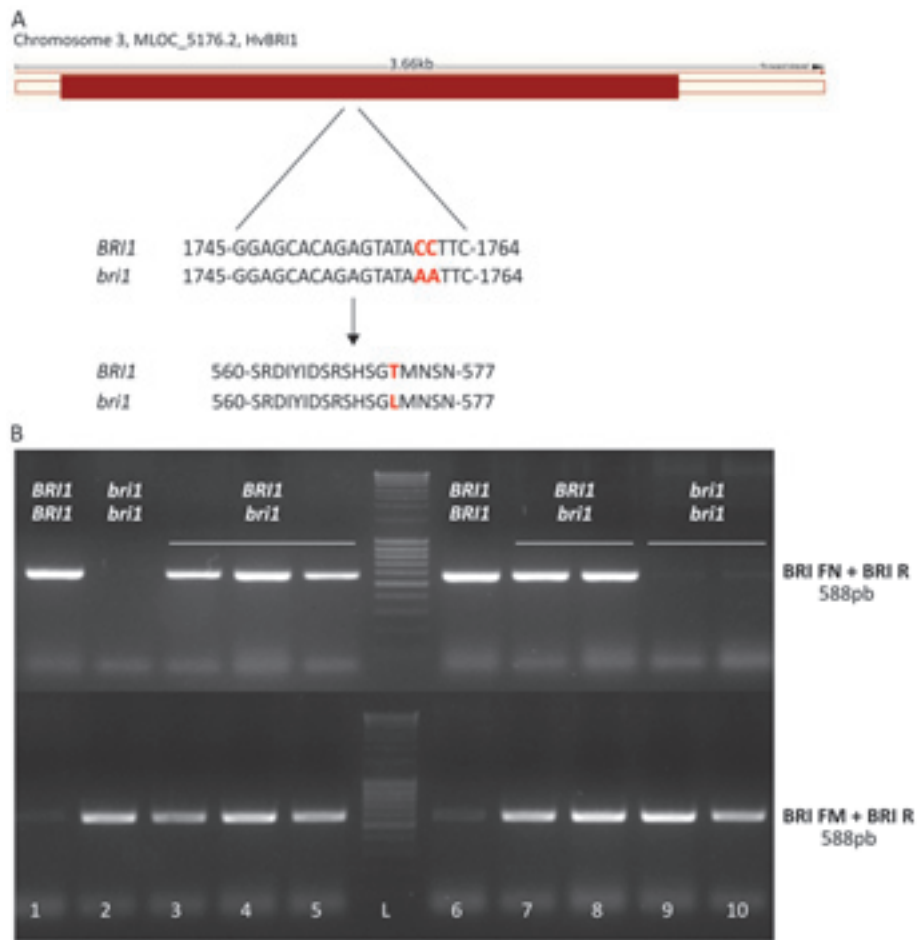 A
Chromosome 3, MLOC_5176.2, HvBRI1
3.66kb
BRI1 1745-GGAGCACAGAGTATACCTTC-1764
bri1 1745-GGAGCACAGAGTATAAATTC-1764
BRI1 560-SRDIYIDSRSHSGTMNSN-577
bri1 560-SRDIYIDSRSHSGLMNSN-577
B
BRI1 bri1 BRI1 BRI1 BRI1 bri1
BRI1 bri1 bri1 BRI1 bri1 bri1
BRI FN + BRI R
588pb
BRI FM + BRI R
588pb
1 2 3 4 5 L 6 7 8 9 10